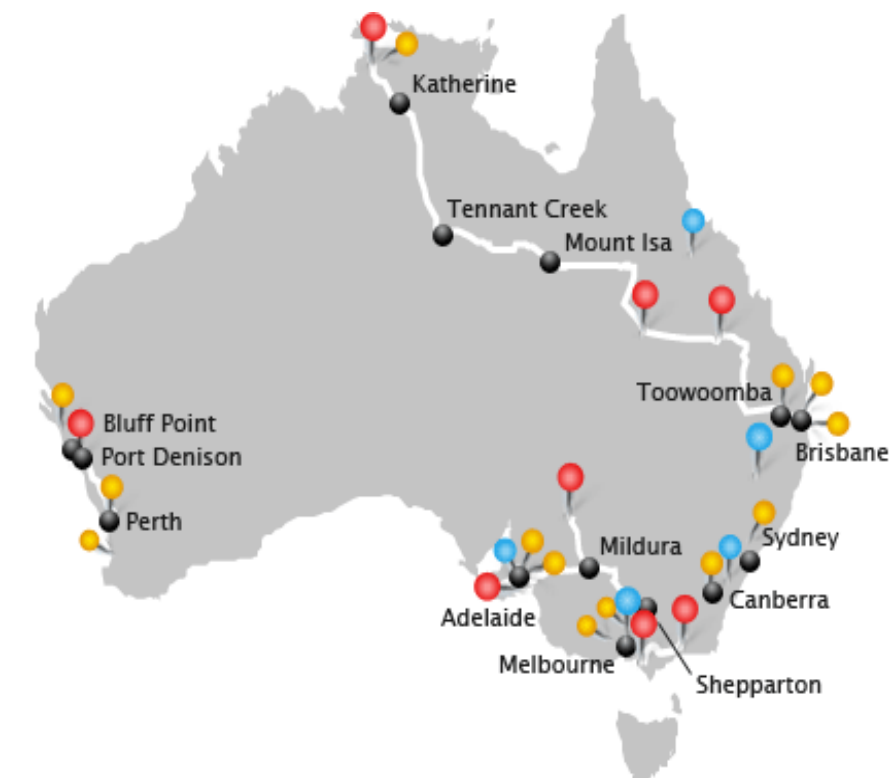 Katherine
Tennant Creek
Mount Isa
Toowoomba
Bluff Point
Brisbane
Port Denison
Perth
Sydney
Mildura
Canberra
Adelaide
Melbourne
Shepparton